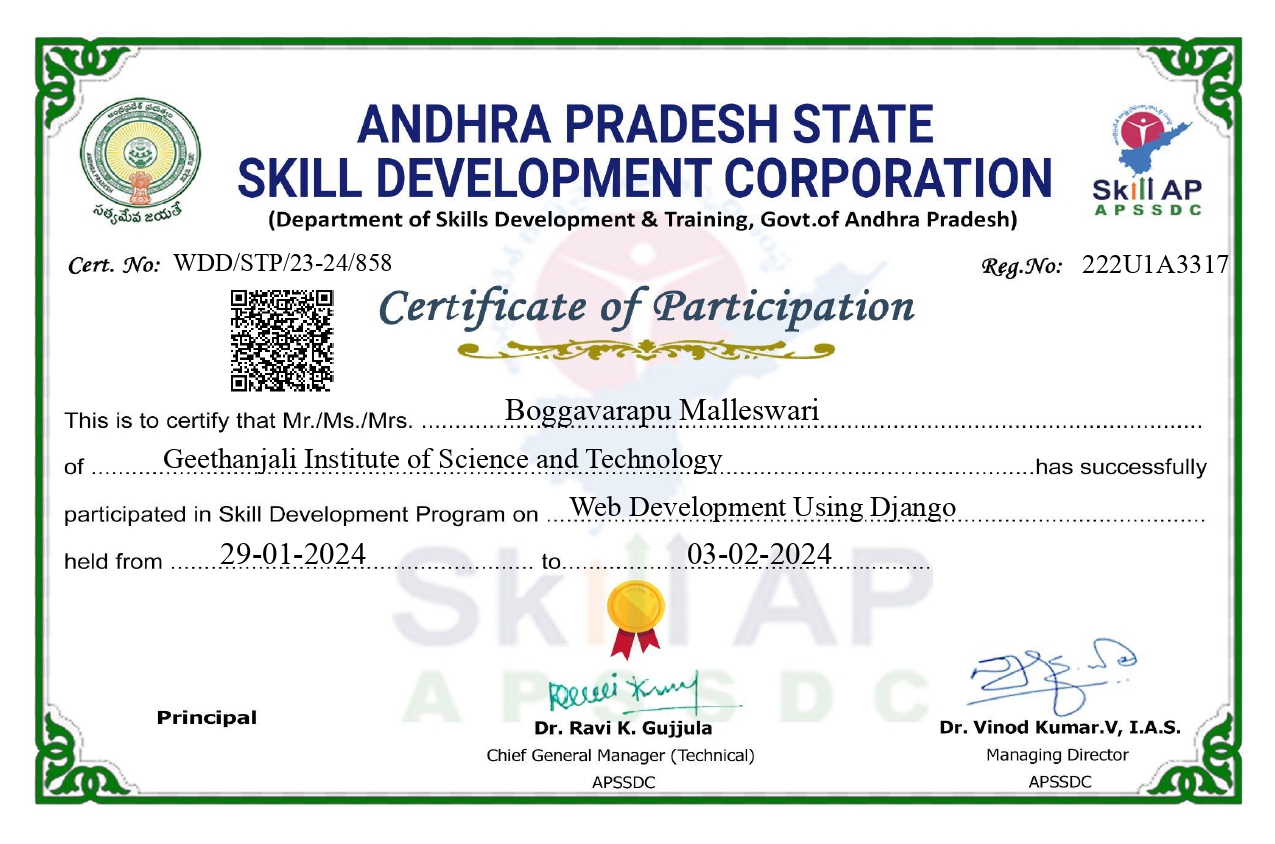 ANDHRA PRADESH STATE
SKILL DEVELOPMENT CORPORATION
(Department of Skills Development & Training, Govt.of Andhra Pradesh)
ఆంధ్రప్రదేశ్ ప్రభుత్వం
ANDHRA PRADESH
సత్యమేవ జయతే
Skill AP
APSSDC
Cert. No: WDD/STP/23-24/858
Reg.No: 222U1A3317
Certificate of Participation
This is to certify that Mr./Ms./Mrs. Boggavarapu Malleswari
of Geethanjali Institute of Science and Technology has successfully
participated in Skill Development Program on Web Development Using Django
held from 29-01-2024 to 03-02-2024
Skill AP
APSSDC
Principal
Dr. Ravi K. Gujjula
Chief General Manager (Technical)
APSSDC
Dr. Vinod Kumar.V, I.A.S.
Managing Director
APSSDC